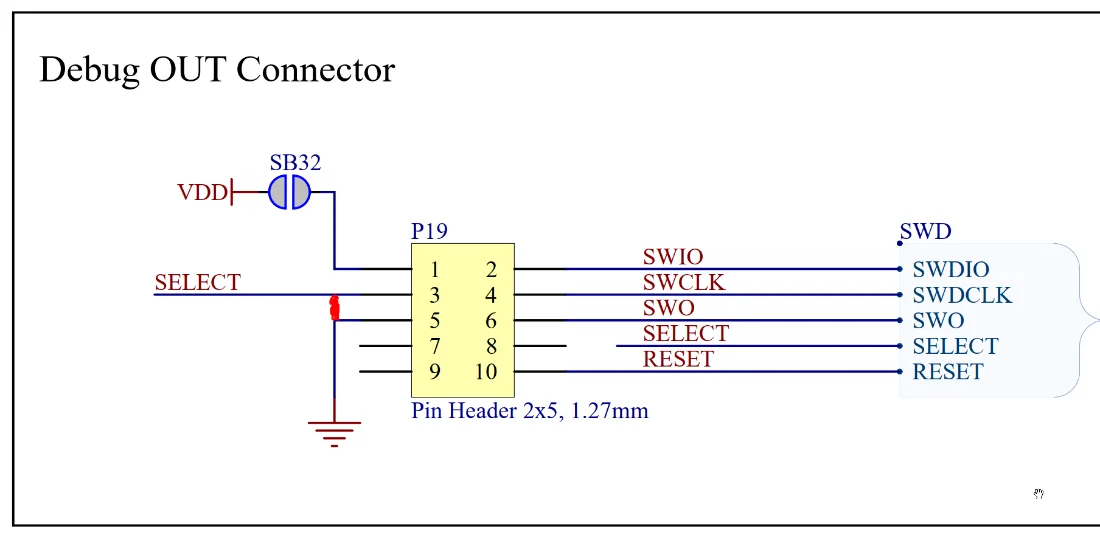 Debug OUT Connector
SB32
VDD
P19
SWD
SWIO
1 2
SWDIO
SELECT
SWCLK
3 4
SWDCLK
SWO
5 6
SWO
SELECT
7 8
SELECT
RESET
9 10
RESET
Pin Header 2x5, 1.27mm